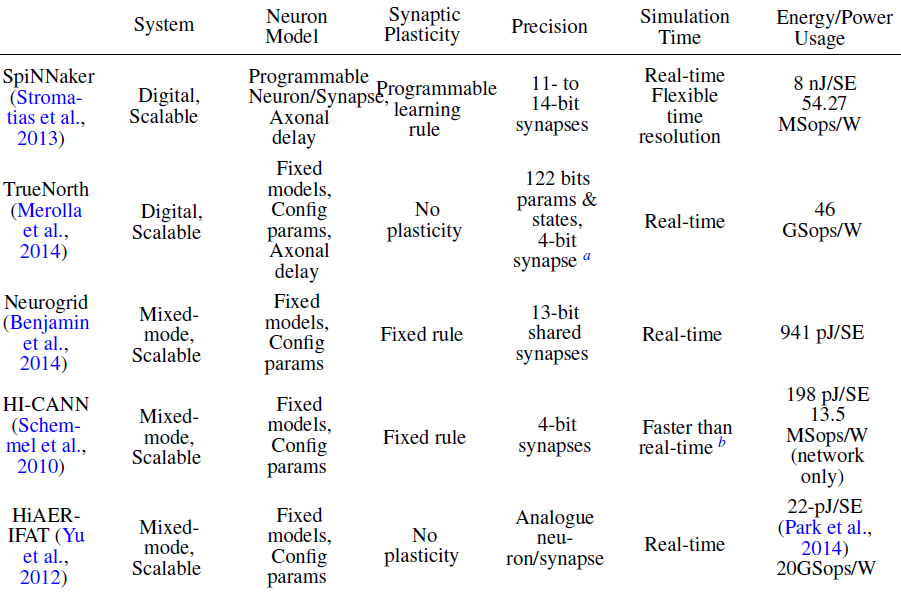 System
Neuron
Model
Synaptic
Plasticity
Precision
Simulation
Time
Energy/Power
Usage
SpiNNaker
(Stroma-
tias et al.,
2013)
Digital,
Scalable
Programmable
Neuron/Synapse,
Axonal
delay
Programmable
learning
rule
11- to
14-bit
synapses
Real-time
Flexible
time
resolution
8 nJ/SE
54.27
MSops/W
TrueNorth
(Merolla
et al.,
2014)
Digital,
Scalable
Fixed
models,
Config
params,
Axonal
delay
No
plasticity
122 bits
params &
states,
4-bit
synapse a
Real-time
46
GSops/W
Neurogrid
(Benjamin
et al.,
2014)
Mixed-
mode,
Scalable
Fixed
models,
Config
params
Fixed rule
13-bit
shared
synapses
Real-time
941 pJ/SE
HI-CANN
(Schem-
mel et al.,
2010)
Mixed-
mode,
Scalable
Fixed
models,
Config
params
Fixed rule
4-bit
synapses
Faster than
real-time b
198 pJ/SE
13.5
MSops/W
(network
only)
HiAER-
IFAT (Yu
et al.,
2012)
Mixed-
mode,
Scalable
Fixed
models,
Config
params
No
plasticity
Analogue
neu-
ron/synapse
Real-time
22-pJ/SE
(Park et al.,
2014)
20GSops/W